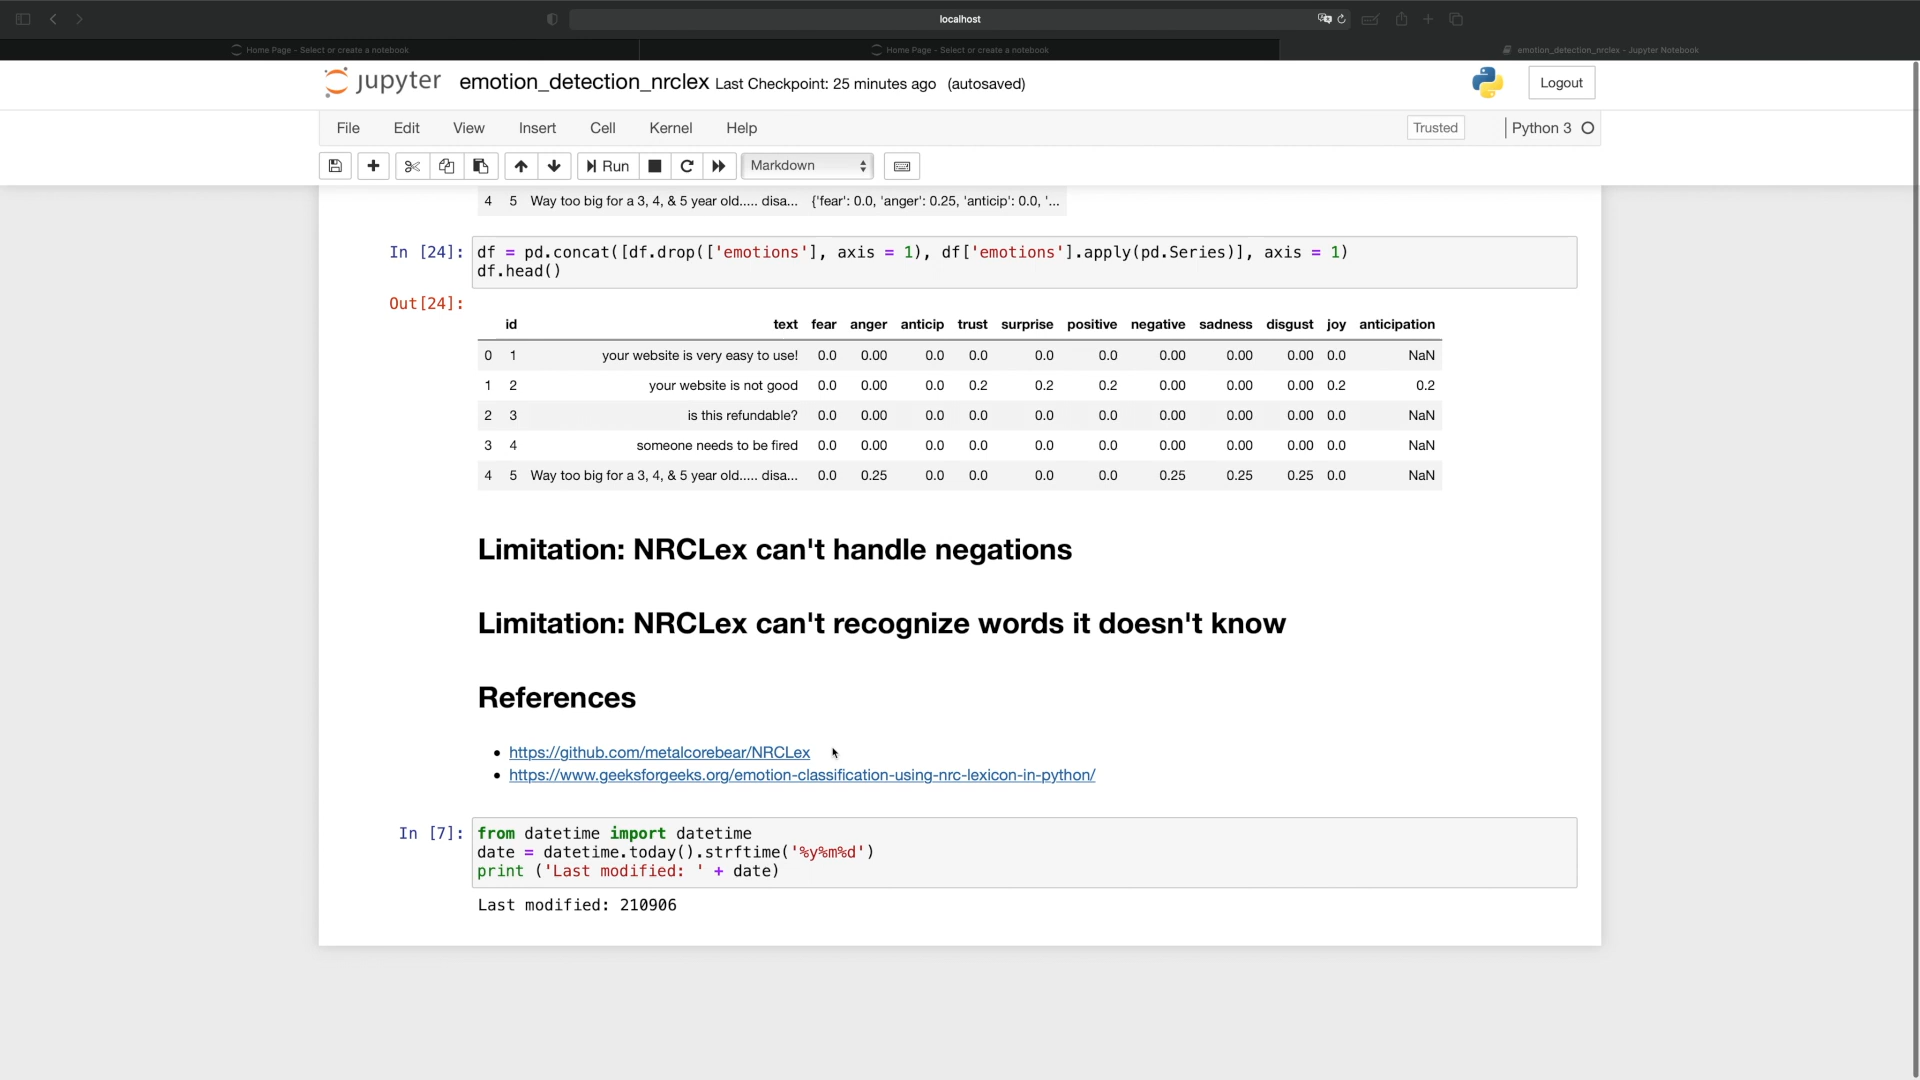 localhost
Home Page - Select or create a notebook
Home Page - Select or create a notebook
emotion_detection_nrclex - Jupyter Notebook
jupyter emotion_detection_nrclex Last Checkpoint: 25 minutes ago (autosaved)
Logout
File Edit View Insert Cell Kernel Help
Trusted Python 3
Run Markdown
4 5 Way too big for a 3, 4, & 5 year old..... disa... {'fear': 0.0, 'anger': 0.25, 'anticip': 0.0, '...
In [24]: df = pd.concat([df.drop(['emotions'], axis = 1), df['emotions'].apply(pd.Series)], axis = 1)
df.head()
Out[24]:
id text fear anger anticip trust surprise positive negative sadness disgust joy anticipation
0 1 your website is very easy to use! 0.0 0.00 0.0 0.0 0.0 0.0 0.00 0.00 0.00 0.0 NaN
1 2 your website is not good 0.0 0.00 0.0 0.2 0.2 0.2 0.00 0.00 0.00 0.2 0.2
2 3 is this refundable? 0.0 0.00 0.0 0.0 0.0 0.0 0.00 0.00 0.00 0.0 NaN
3 4 someone needs to be fired 0.0 0.00 0.0 0.0 0.0 0.0 0.00 0.00 0.00 0.0 NaN
4 5 Way too big for a 3, 4, & 5 year old..... disa... 0.0 0.25 0.0 0.0 0.0 0.0 0.25 0.25 0.25 0.0 NaN
Limitation: NRCLex can't handle negations
Limitation: NRCLex can't recognize words it doesn't know
References
• https://github.com/metalcorebear/NRCLex
• https://www.geeksforgeeks.org/emotion-classification-using-nrc-lexicon-in-python/
In [7]: from datetime import datetime
date = datetime.today().strftime('%y%m%d')
print ('Last modified: ' + date)
Last modified: 210906